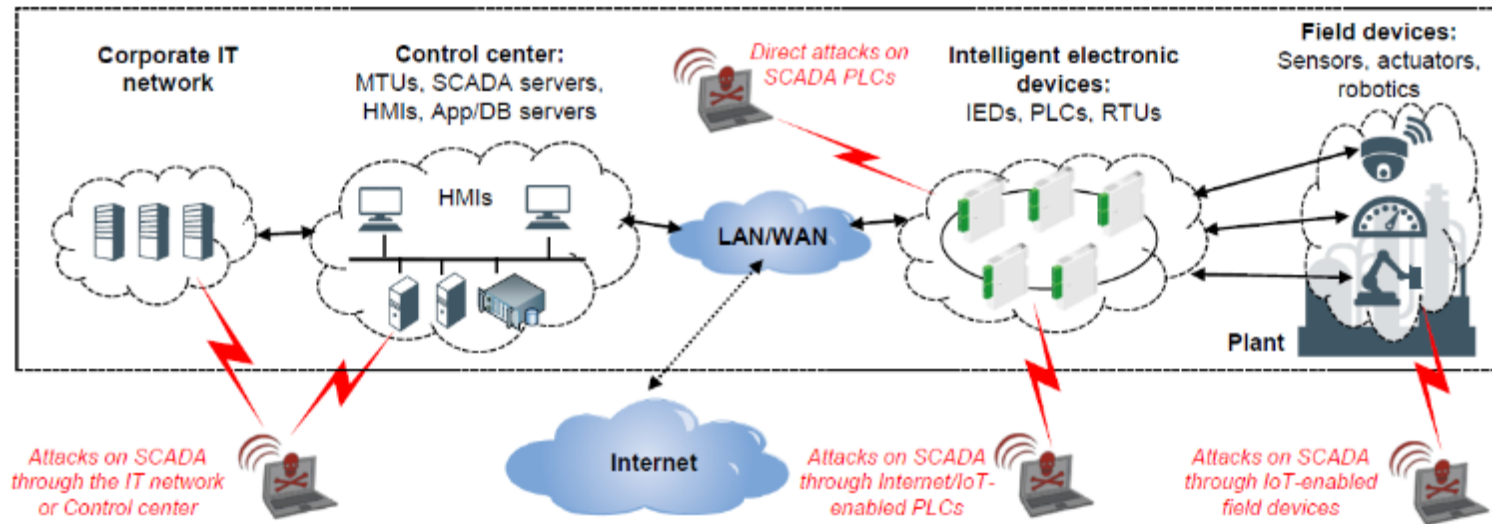 Corporate IT
network
Control center:
MTUs, SCADA servers,
HMIs, App/DB servers
Direct attacks on
SCADA PLCs
Intelligent electronic
devices:
IEDs, PLCs, RTUs
Field devices:
Sensors, actuators,
robotics
HMIs
LAN/WAN
Plant
Internet
Attacks on SCADA
through the IT network
or Control center
Attacks on SCADA
through Internet/IoT-
enabled PLCs
Attacks on SCADA
through IoT-enabled
field devices